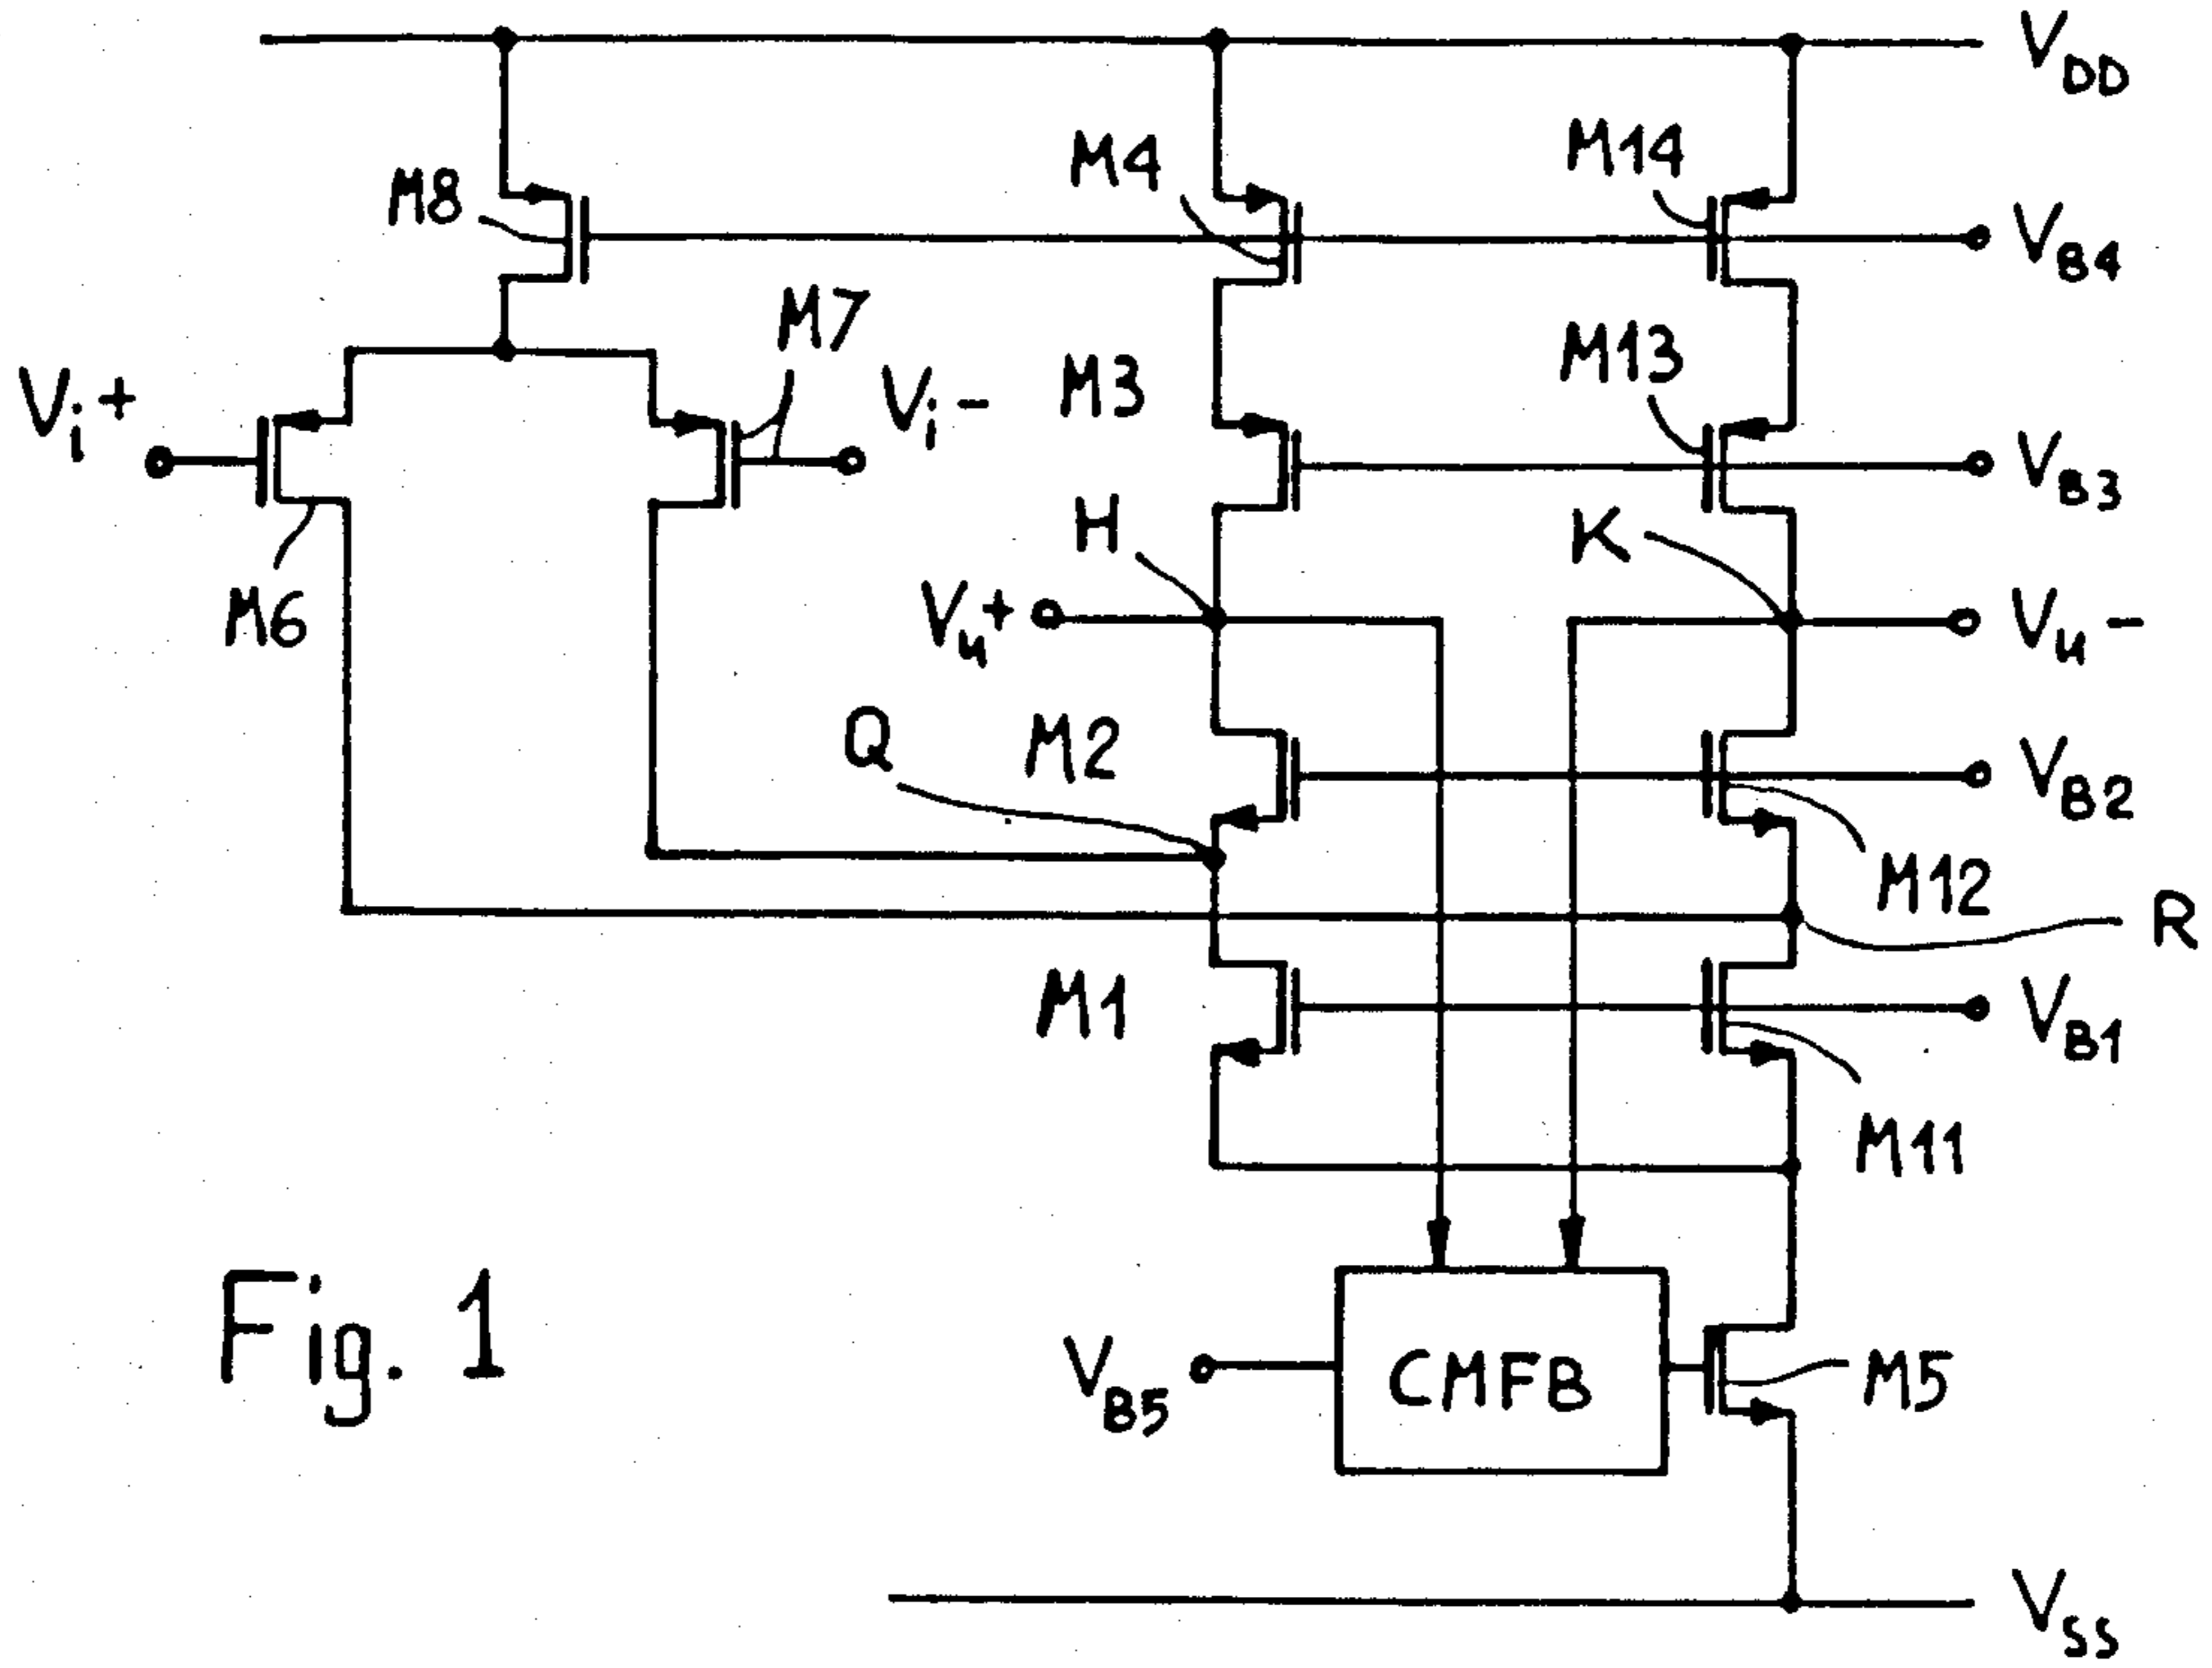 VDD
M4
M14
M8
VB4
M7
M13
M3
Vi+
Vi-
VB3
H
K
M6
Vu+
Vu-
Q
M2
VB2
M12
R
M1
VB1
M11
Fig. 1
VB5
CMFB
M5
VSS